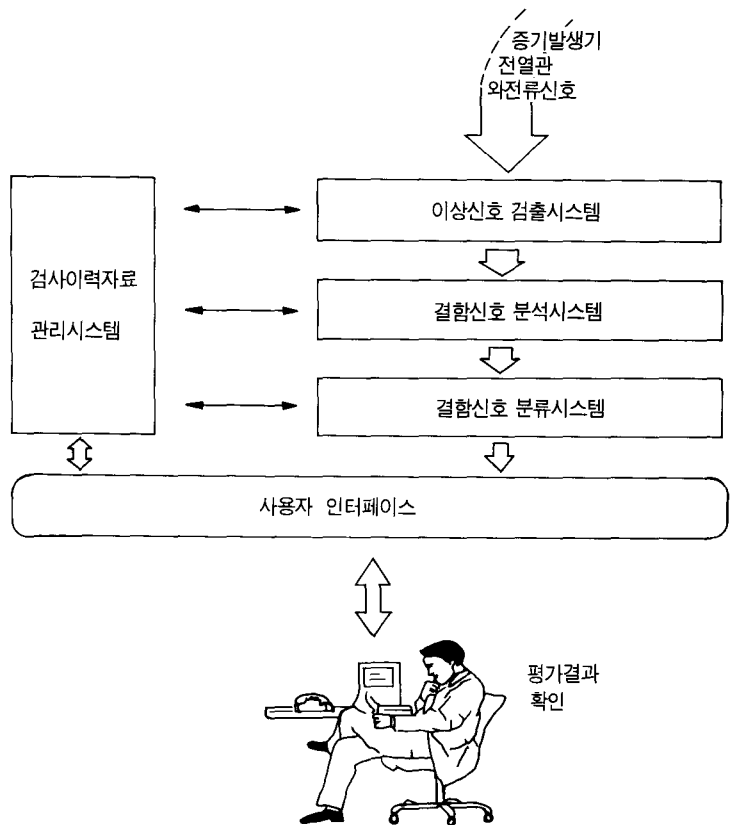 증기발생기
전열관
와전류신호
이상신호 검출시스템
검사이력자료
관리시스템
결함신호 분석시스템
결함신호 분류시스템
사용자 인터페이스
평가결과
확인